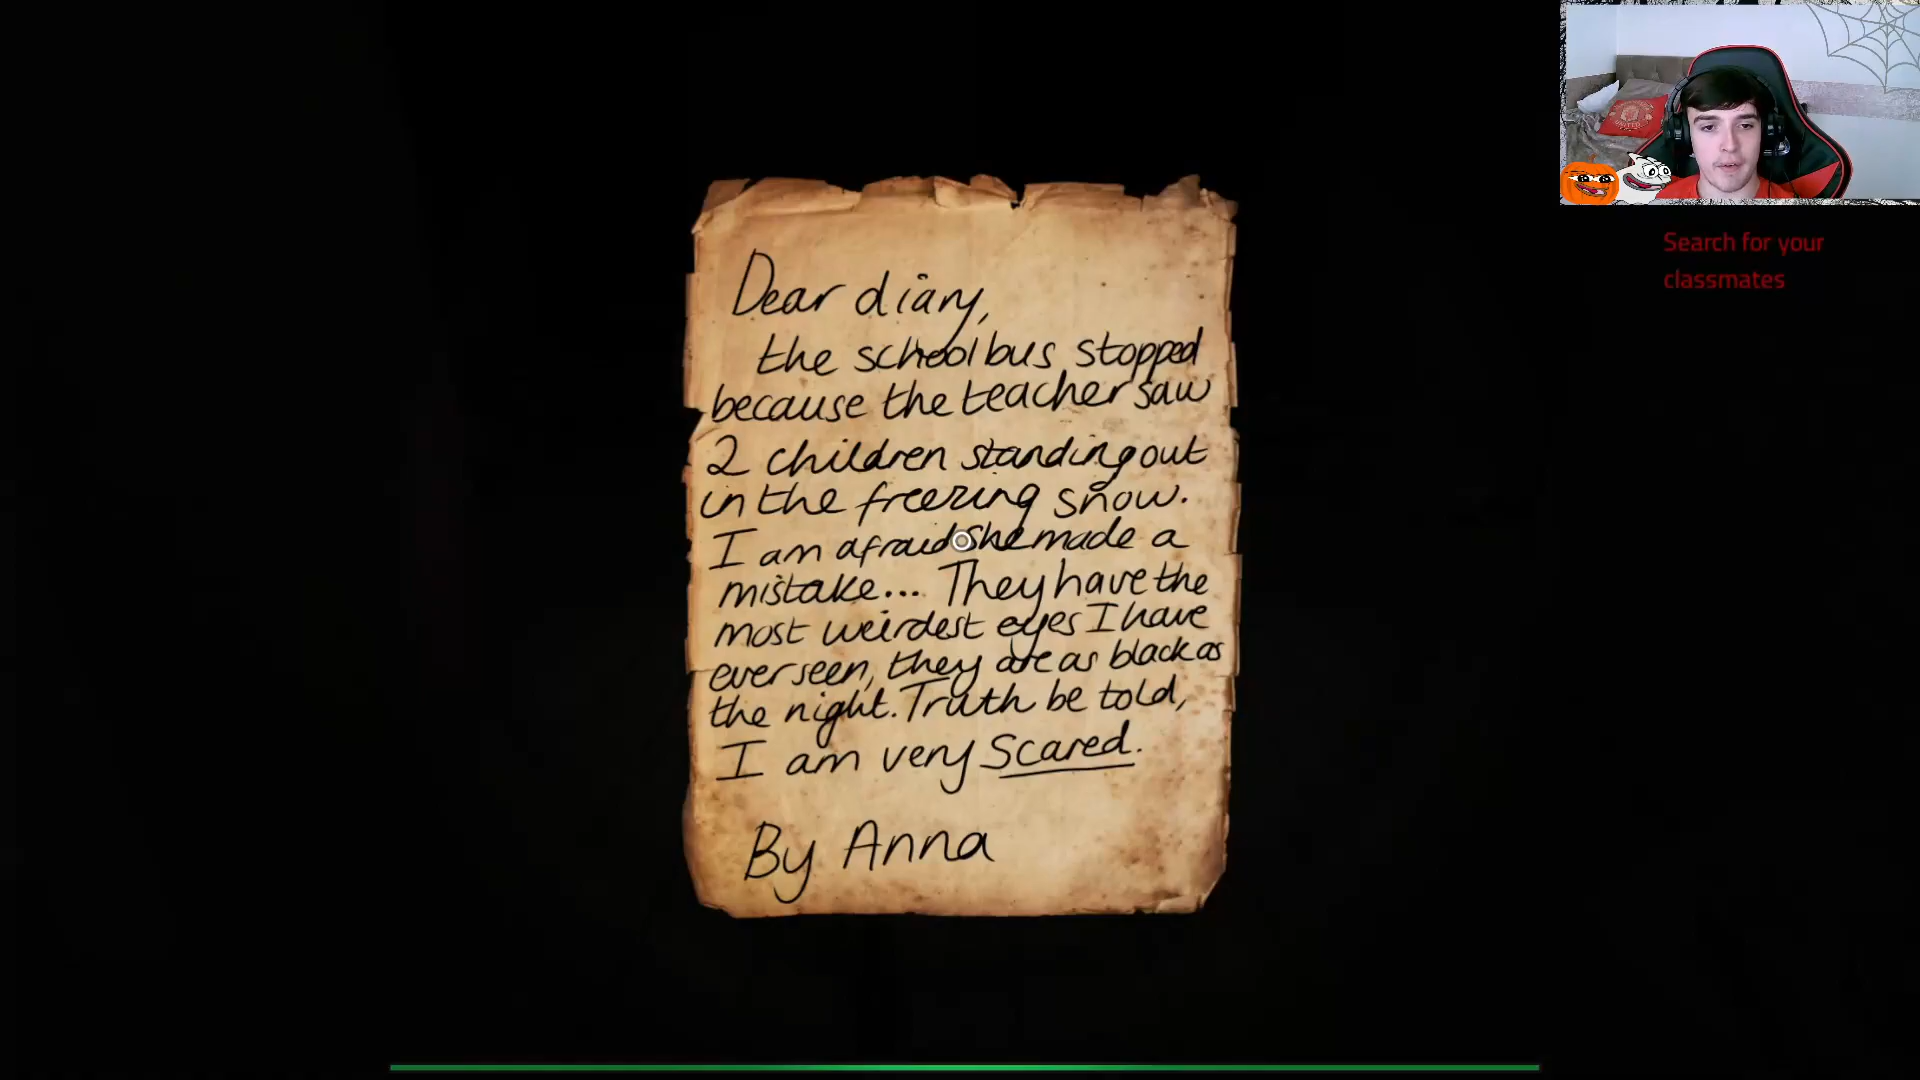 Dear diary,
the schoolbus stopped
because the teacher saw
2 children standing out
in the freezing snow.
I am afraid she made a
mistake... They have the
most weirdest eyes I have
ever seen, they are as black as
the night. Truth be told,
I am very Scared.
By Anna
Search for your
classmates